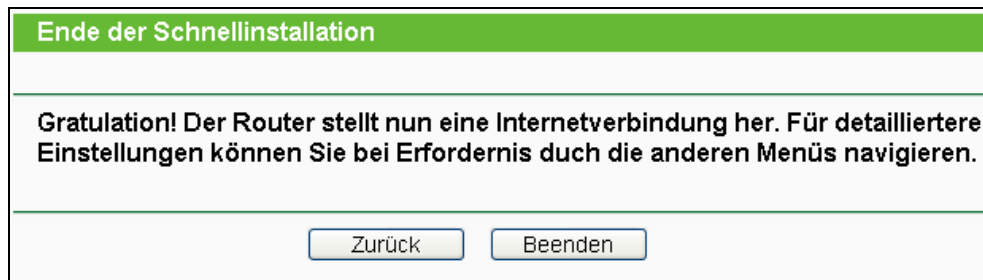 Ende der Schnellinstallation
Gratulation! Der Router stellt nun eine Internetverbindung her. Für detailliertere
Einstellungen können Sie bei Erfordernis duch die anderen Menüs navigieren.
Zurück Beenden